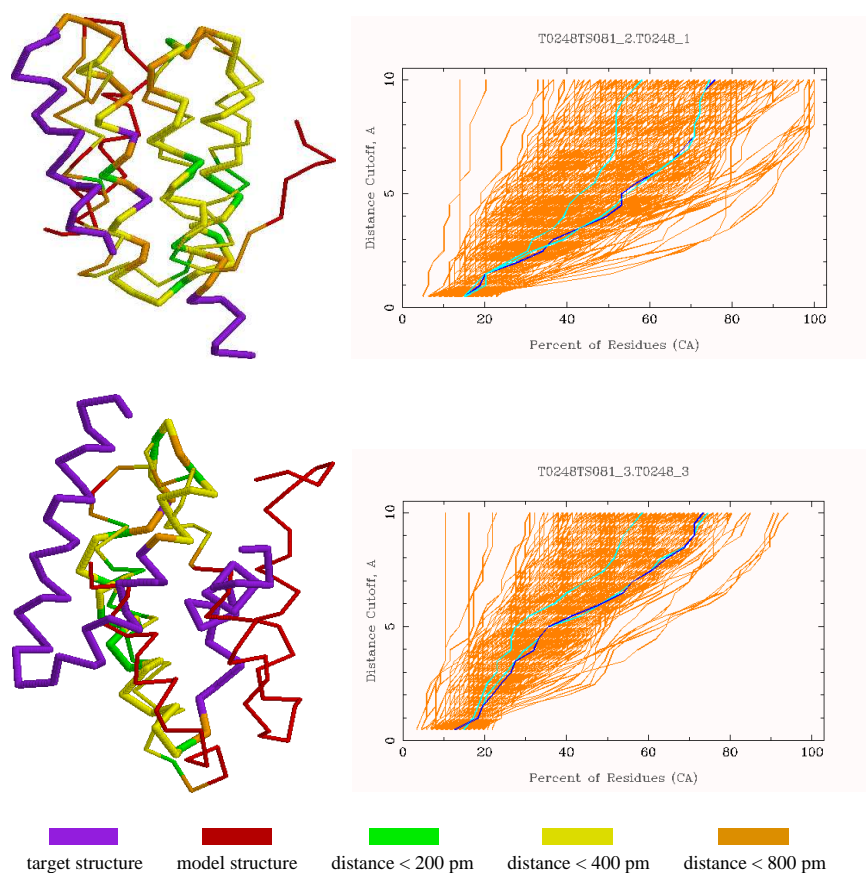 T0248TS081_2.T0248_1
Distance Cutoff, A
10
5
0
0 20 40 60 80 100
Percent of Residues (CA)
T0248TS081_3.T0248_3
Distance Cutoff, A
10
5
0
0 20 40 60 80 100
Percent of Residues (CA)
target structure
model structure
distance < 200 pm
distance < 400 pm
distance < 800 pm